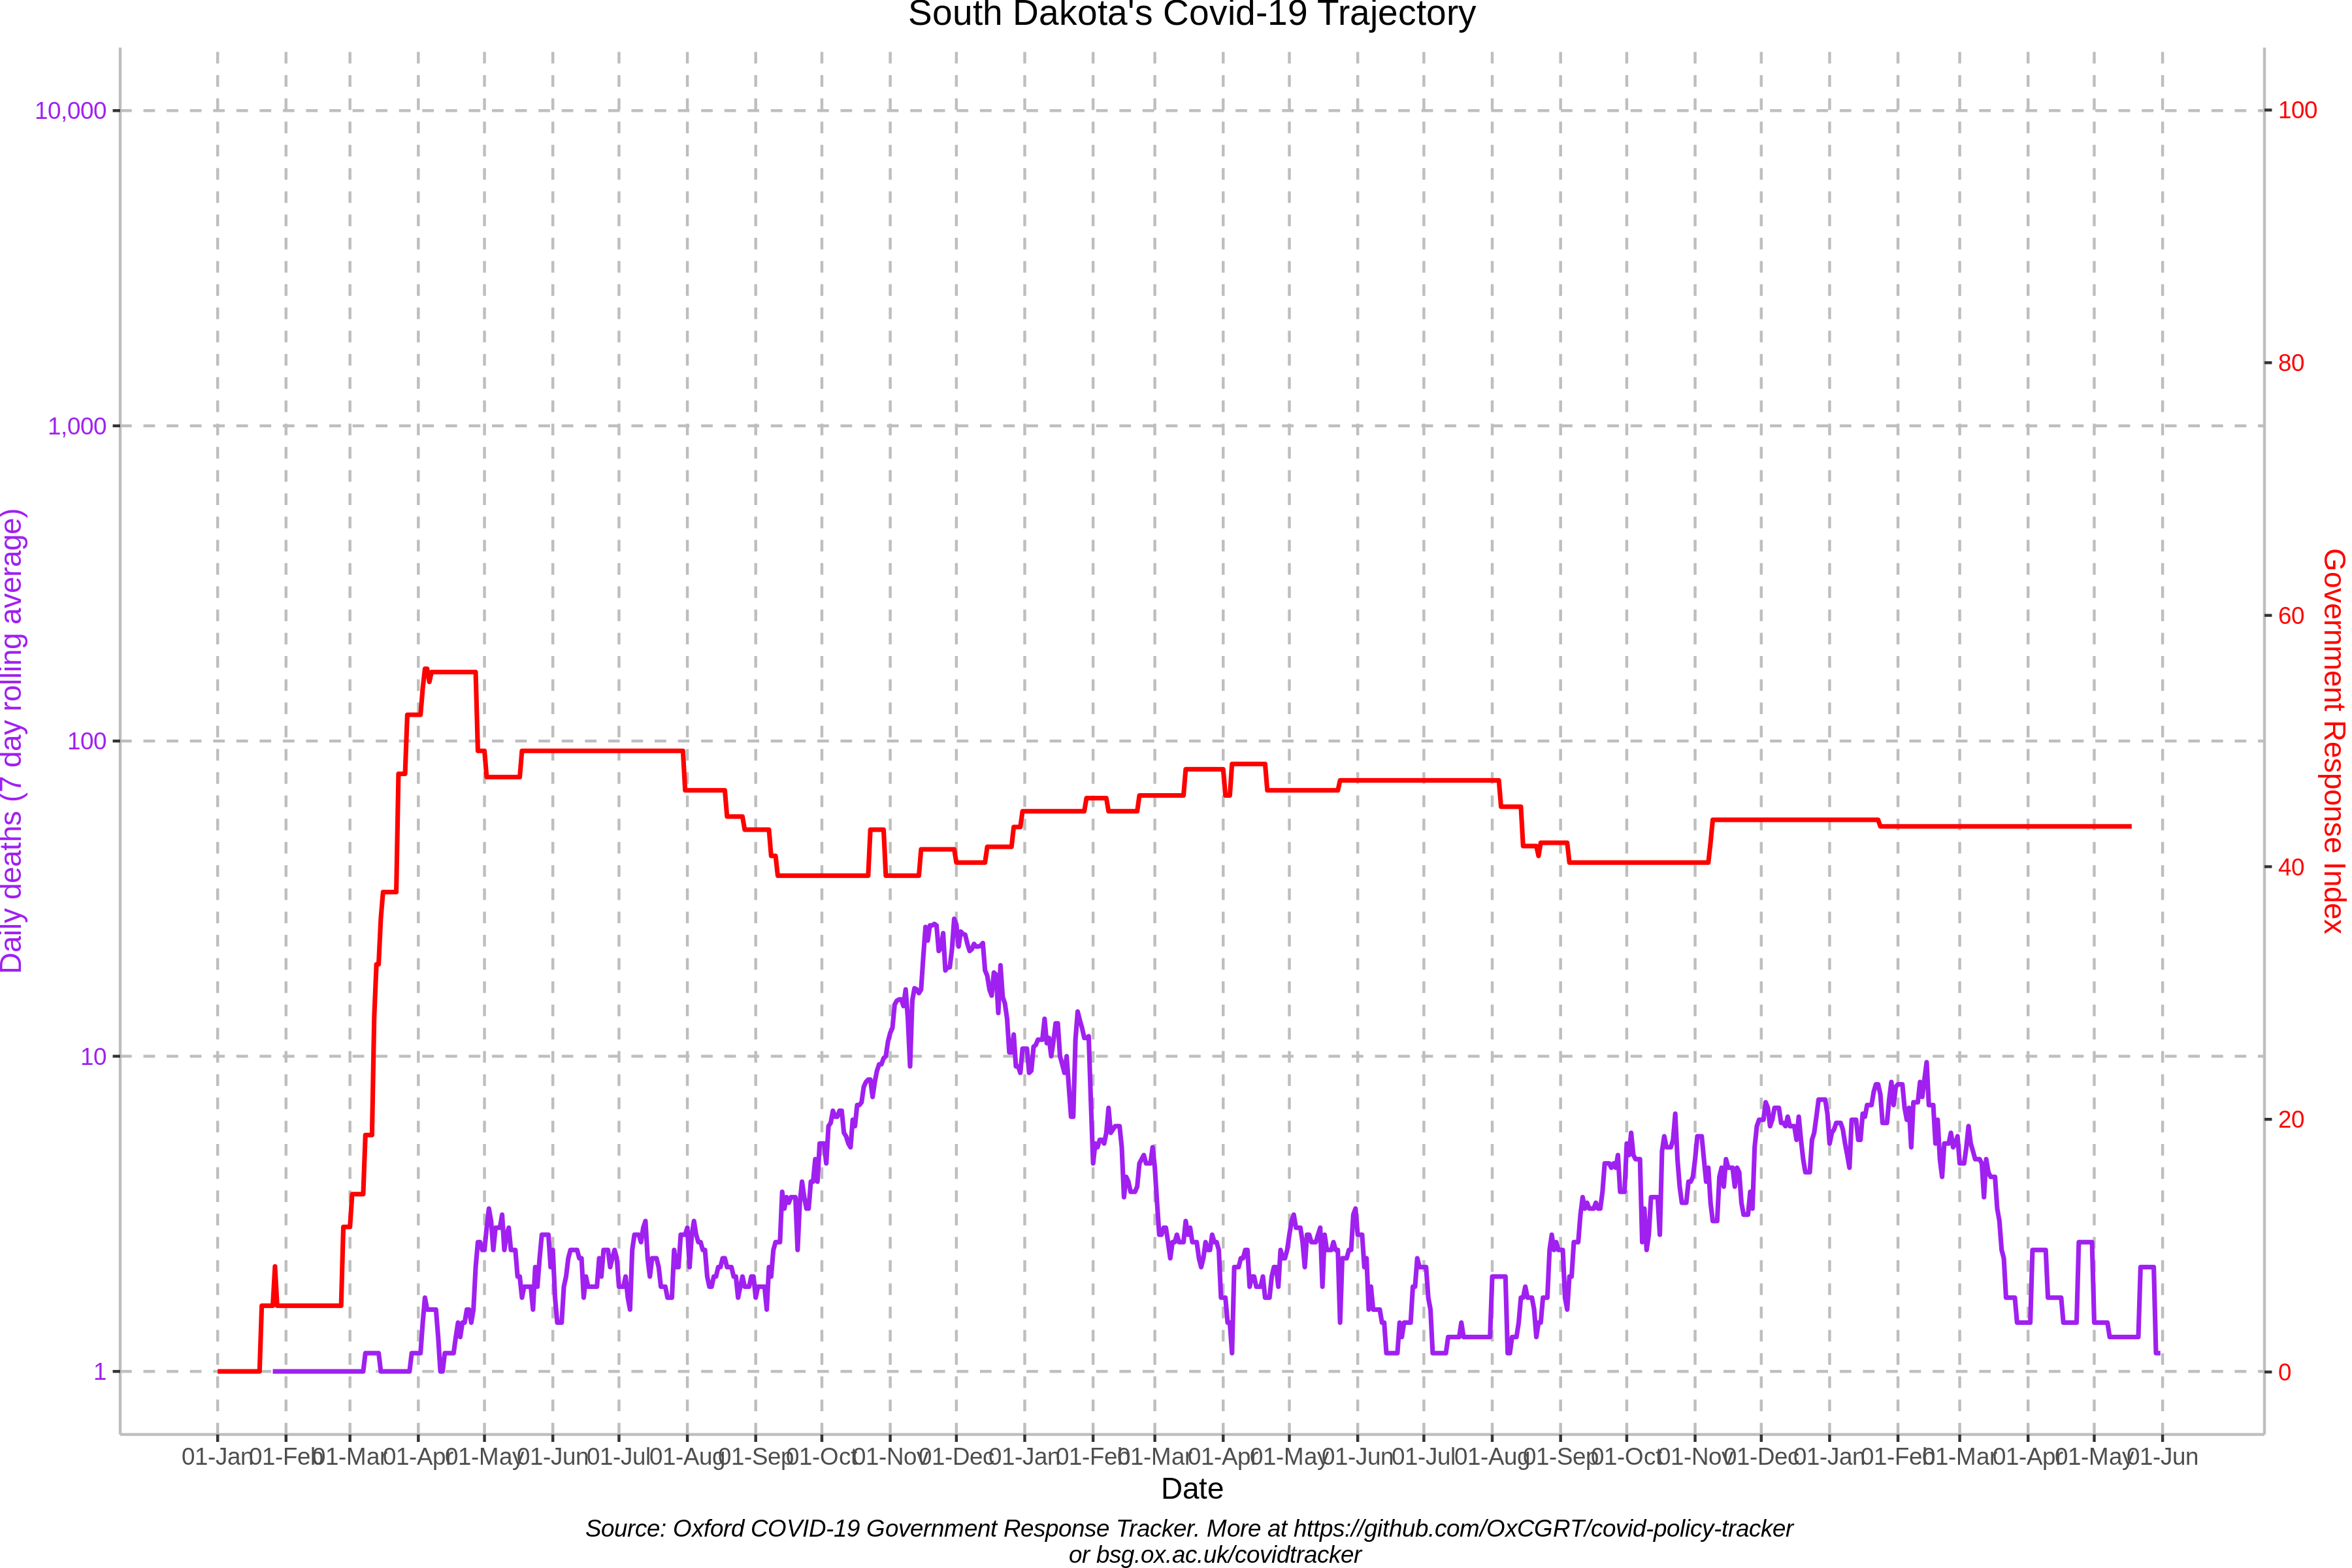 South Dakota's Covid-19 Trajectory
10,000
1,000
100
10
1
Daily deaths (7 day rolling average)
100
80
60
40
20
0
Government Response Index
01-Jan 01-Feb 01-Mar 01-Apr 01-May 01-Jun 01-Jul 01-Aug 01-Sep 01-Oct 01-Nov 01-Dec 01-Jan 01-Feb 01-Mar 01-Apr 01-May 01-Jun 01-Jul 01-Aug 01-Sep 01-Oct 01-Nov 01-Dec 01-Jan 01-Feb 01-Mar 01-Apr 01-May 01-Jun
Date
Source: Oxford COVID-19 Government Response Tracker. More at https://github.com/OxCGRT/covid-policy-tracker
or bsg.ox.ac.uk/covidtracker